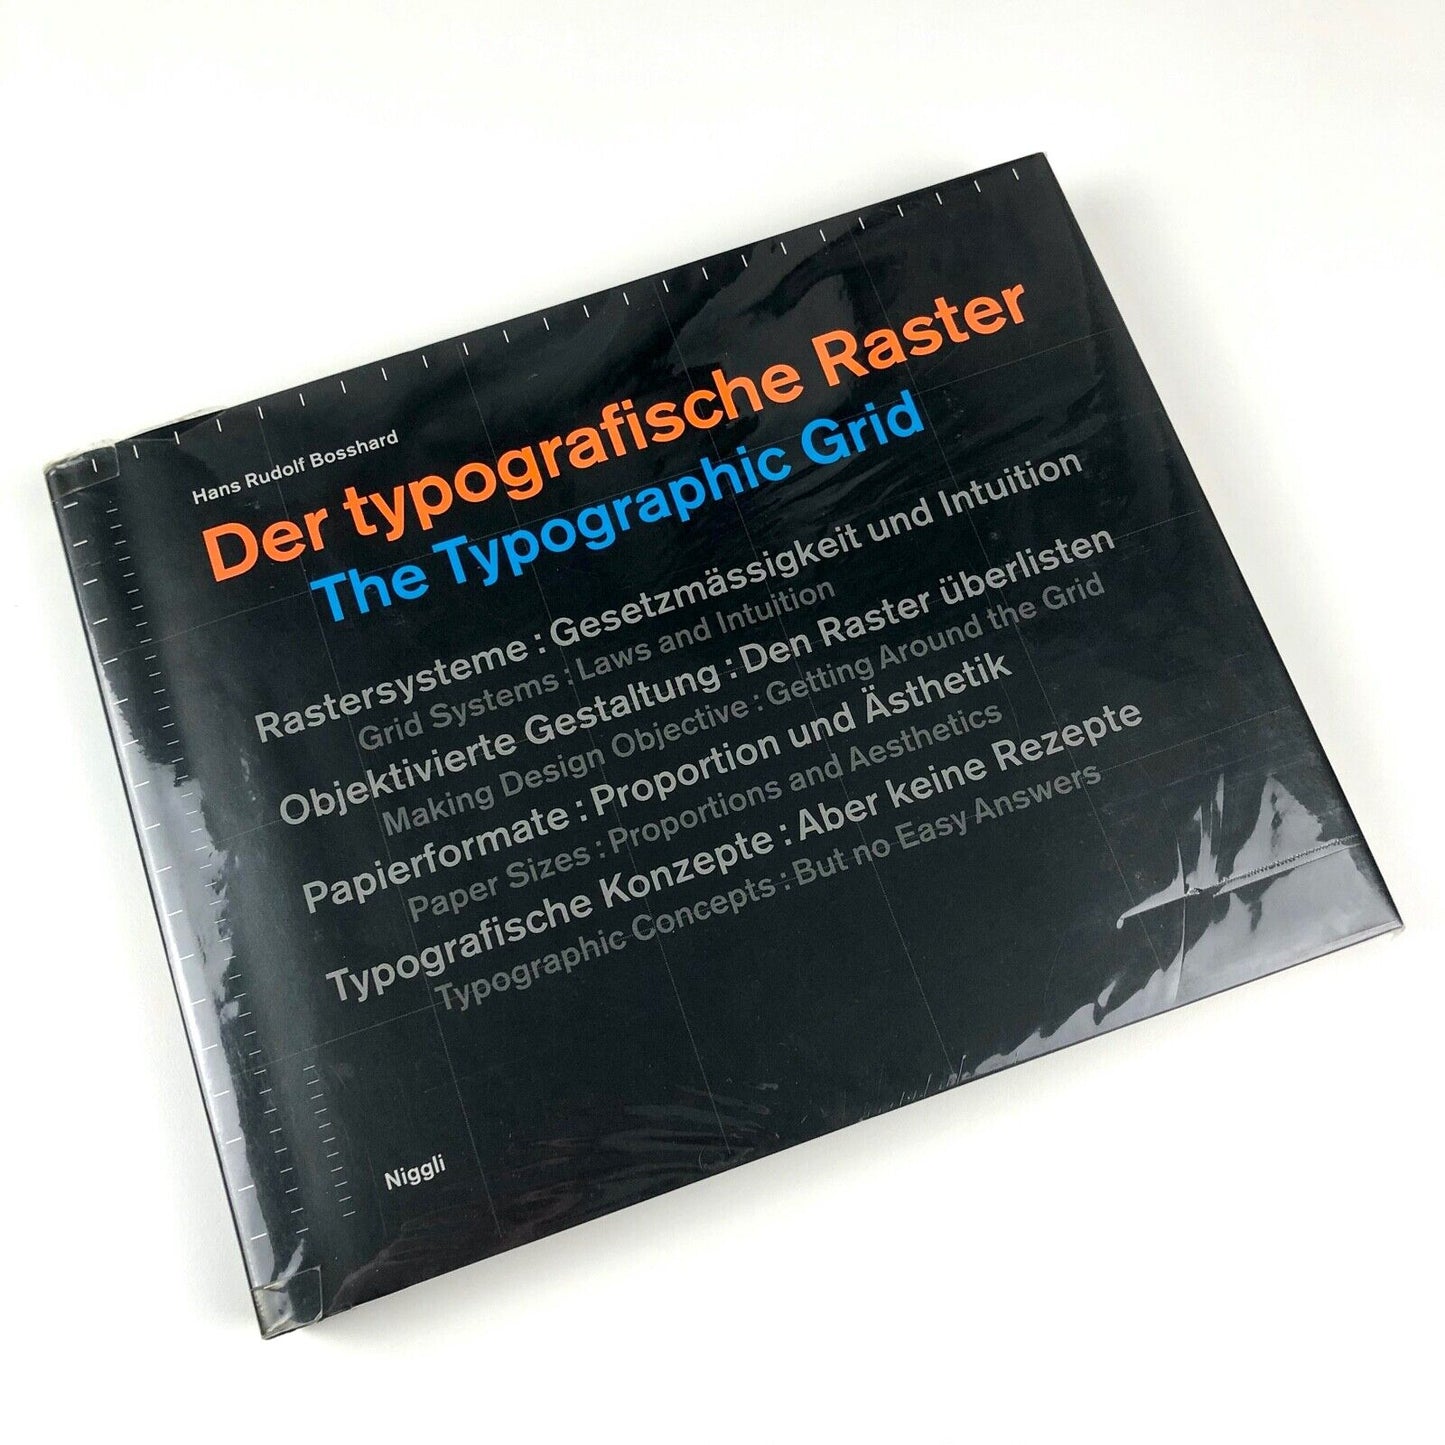 Hans Rudolf Bosshard
Der typografische Raster
The Typographic Grid
Rastersysteme : Gesetzmässigkeit und Intuition
Grid Systems : Laws and Intuition
Objektivierte Gestaltung : Den Raster überlisten
Making Design Objective : Getting Around the Grid
Papierformate : Proportion und Ästhetik
Paper Sizes : Proportions and Aesthetics
Typografische Konzepte : Aber keine Rezepte
Typographic Concepts : But no Easy Answers
Niggli